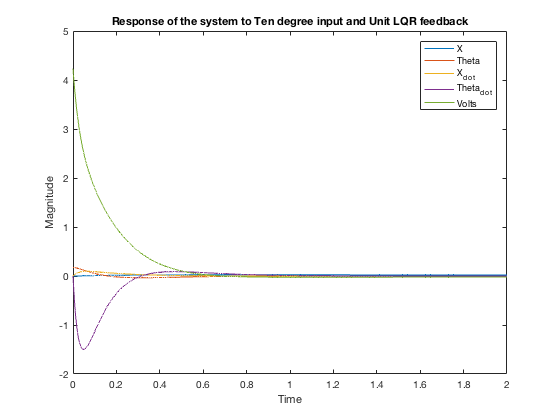 Response of the system to Ten degree input and Unit LQR feedback
5
4
3
2
1
0
-1
-2
Magnitude
X
Theta
X_dot
Theta_dot
Volts
0 0.2 0.4 0.6 0.8 1 1.2 1.4 1.6 1.8 2
Time